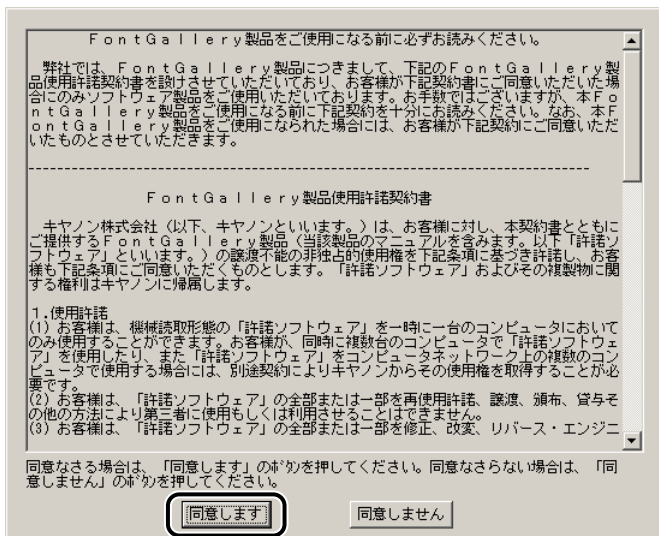 FontGallery製品をご使用になる前に必ずお読みください。
弊社では、FontGallery製品につきまして、下記のFontGallery製
品使用許諾契約書を設けさせていただいており、お客様が下記契約書にご同意いただいた場
合にのみソフトウェア製品をご使用いただいております。お手数ではございますが、本Fo
ntGallery製品をご使用になる前に下記契約を十分にお読みください。なお、本F
ontGallery製品をご使用になられた場合には、お客様が下記契約にご同意いただ
いたものとさせていただきます。
--------------------------------------------------------------------------------
FontGallery製品使用許諾契約書
キヤノン株式会社（以下、キヤノンといいます。）は、お客様に対し、本契約書とともに
ご提供するFontGallery製品（当該製品のマニュアルを含みます。以下「許諾ソ
フトウェア」といいます。）の譲渡不能の非独占的使用権を下記条項に基づき許諾し、お客
様も下記条項にご同意いただくものとします。「許諾ソフトウェア」およびその複製物に関
する権利はキヤノンに帰属します。
1.使用許諾
(1) お客様は、機械読取形態の「許諾ソフトウェア」を一時に一台のコンピュータにおいて
のみ使用することができます。お客様が、同時に複数台のコンピュータで「許諾ソフトウェ
ア」を使用したり、また「許諾ソフトウェア」をコンピュータネットワーク上の複数のコン
ピュータで使用する場合には、別途契約によりキヤノンからその使用権を取得することが必
要です。
(2) お客様は、「許諾ソフトウェア」の全部または一部を再使用許諾、譲渡、頒布、貸与そ
の他の方法により第三者に使用もしくは利用させることはできません。
(3) お客様は、「許諾ソフトウェア」の全部または一部を修正、改変、リバース・エンジニ
同意なさる場合は、「同意します」のﾎﾞﾀﾝを押してください。同意なさらない場合は、「同
意しません」のﾎﾞﾀﾝを押してください。
同意します
同意しません